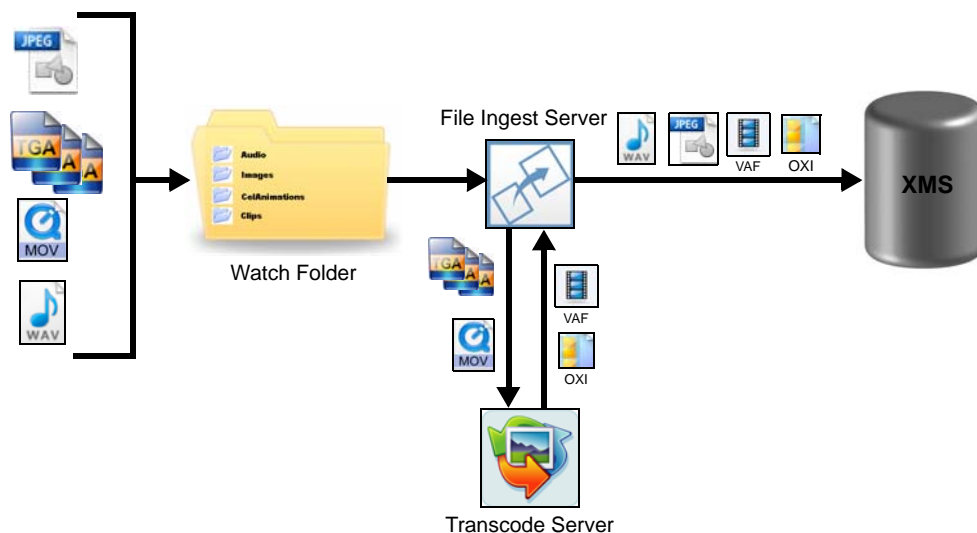 JPEG
TGA
A
A
MOV
WAV
Audio
Images
CelAnimations
Clips
Watch Folder
File Ingest Server
WAV
JPEG
VAF
OXI
XMS
TGA
A
A
MOV
VAF
OXI
Transcode Server